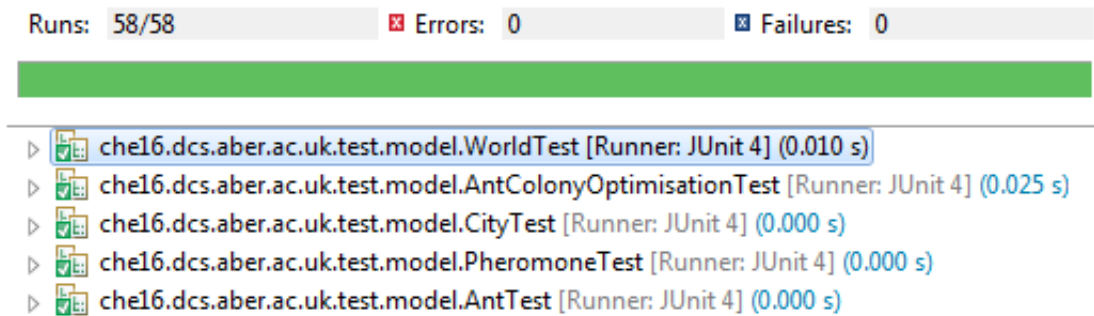 Runs: 58/58 Errors: 0 Failures: 0
che16.dcs.aber.ac.uk.test.model.WorldTest [Runner: JUnit 4] (0.010 s)
che16.dcs.aber.ac.uk.test.model.AntColonyOptimisationTest [Runner: JUnit 4] (0.025 s)
che16.dcs.aber.ac.uk.test.model.CityTest [Runner: JUnit 4] (0.000 s)
che16.dcs.aber.ac.uk.test.model.PheromoneTest [Runner: JUnit 4] (0.000 s)
che16.dcs.aber.ac.uk.test.model.AntTest [Runner: JUnit 4] (0.000 s)